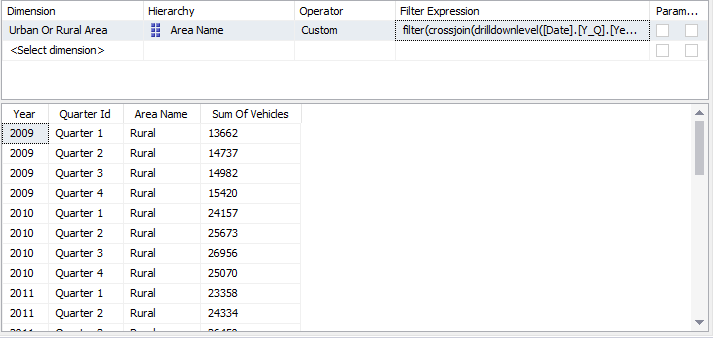 Dimension Hierarchy Operator Filter Expression Param...
Urban Or Rural Area Area Name Custom filter(crossjoin(drilldownlevel([Date].[Y_Q].[Ye...
<Select dimension>
Year Quarter Id Area Name Sum Of Vehicles
2009 Quarter 1 Rural 13662
2009 Quarter 2 Rural 14737
2009 Quarter 3 Rural 14982
2009 Quarter 4 Rural 15420
2010 Quarter 1 Rural 24157
2010 Quarter 2 Rural 25673
2010 Quarter 3 Rural 26956
2010 Quarter 4 Rural 25070
2011 Quarter 1 Rural 23358
2011 Quarter 2 Rural 24334
2011 Quarter 3 Rural